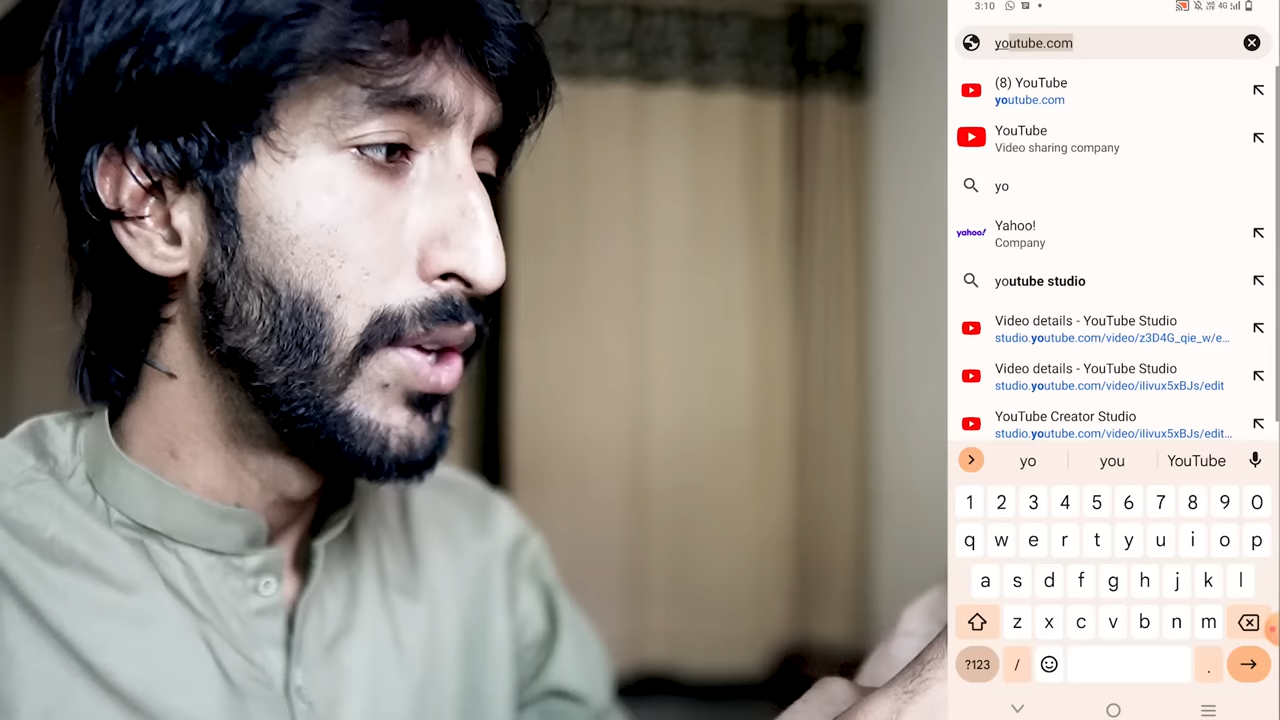 3:10
4G
youtube.com
(8) YouTube
youtube.com
YouTube
Video sharing company
yo
yahoo!
Yahoo!
Company
youtube studio
Video details - YouTube Studio
studio.youtube.com/video/z3D4G_qie_w/e...
Video details - YouTube Studio
studio.youtube.com/video/ilivux5xBJs/edit
YouTube Creator Studio
studio.youtube.com/video/ilivux5xBJs/edit...
yo you YouTube
1 2 3 4 5 6 7 8 9 0
q w e r t y u i o p
a s d f g h j k l
z x c v b n m
?123 / .